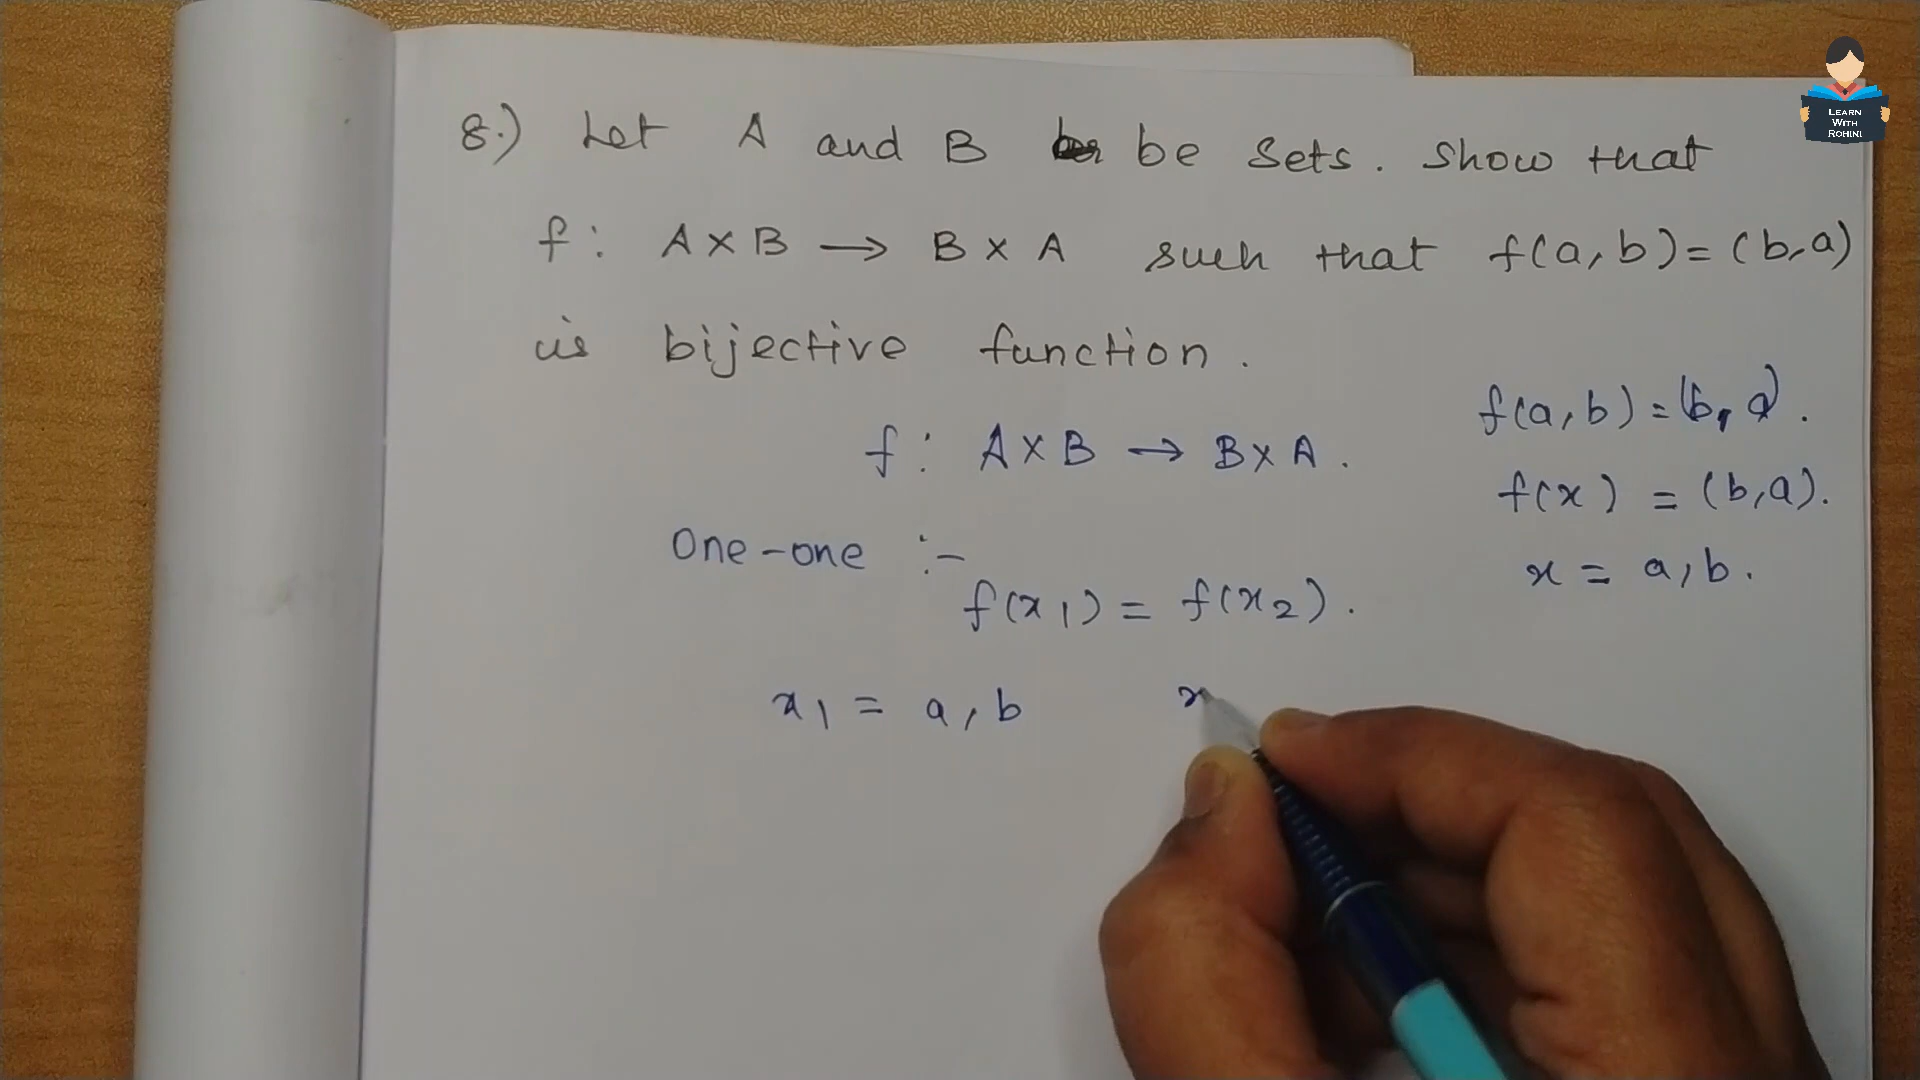 8.) Let A and B be sets. Show that
f: A × B → B × A such that f(a, b) = (b, a)
is bijective function.
f(a, b) = (b, a).
f: A × B → B × A.
f(x) = (b, a).
One-one :-
x = a, b.
f(x₁) = f(x₂).
x₁ = a, b x
LEARN
WITH
ROHINI